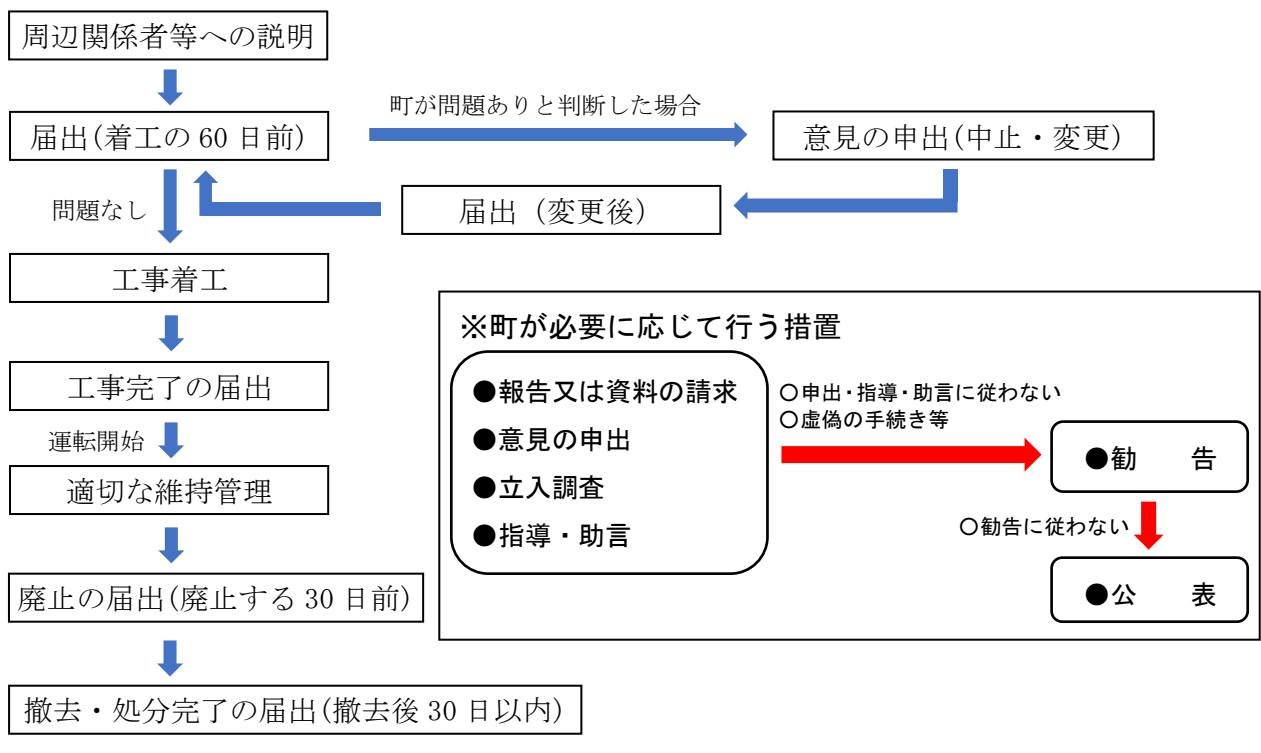 周辺関係者等への説明
町が問題ありと判断した場合
届出(着工の 60 日前)
意見の申出(中止・変更)
問題なし
届出（変更後）
工事着工
※町が必要に応じて行う措置
工事完了の届出
●報告又は資料の請求
○申出・指導・助言に従わない
○虚偽の手続き等
運転開始
●意見の申出
●勧　　告
適切な維持管理
●立入調査
○勧告に従わない
●指導・助言
廃止の届出(廃止する 30 日前)
●公　　表
撤去・処分完了の届出(撤去後 30 日以内)